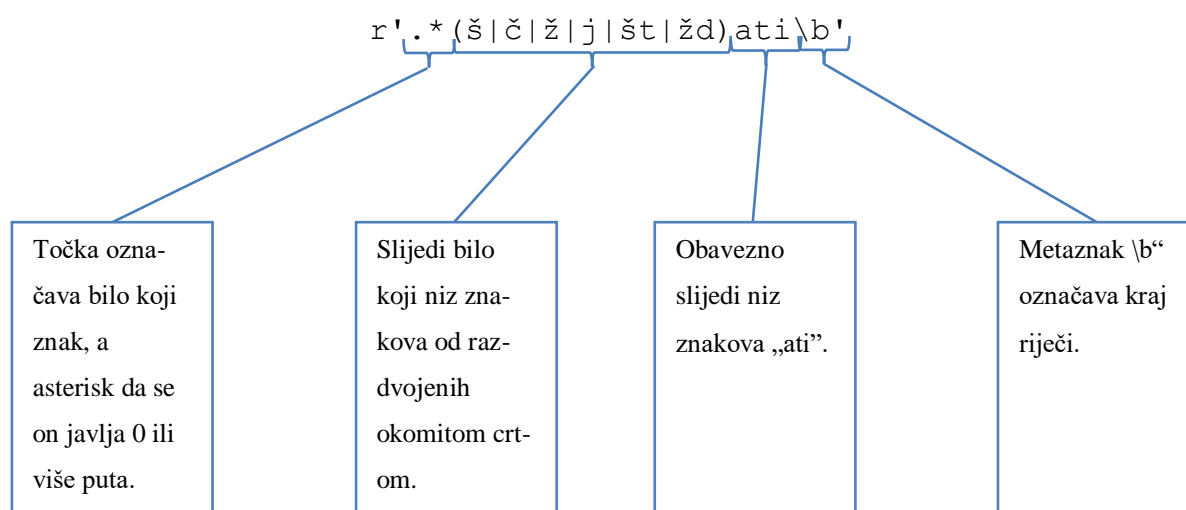 r'.*(š|č|ž|j|št|žd)ati\b'
Točka ozna-
čava bilo koji
znak, a
asterisk da se
on javlja 0 ili
više puta.
Slijedi bilo
koji niz zna-
kova od raz-
dvojenih
okomitom crt-
om.
Obavezno
slijedi niz
znakova „ati”.
Metaznak \b“
označava kraj
riječi.